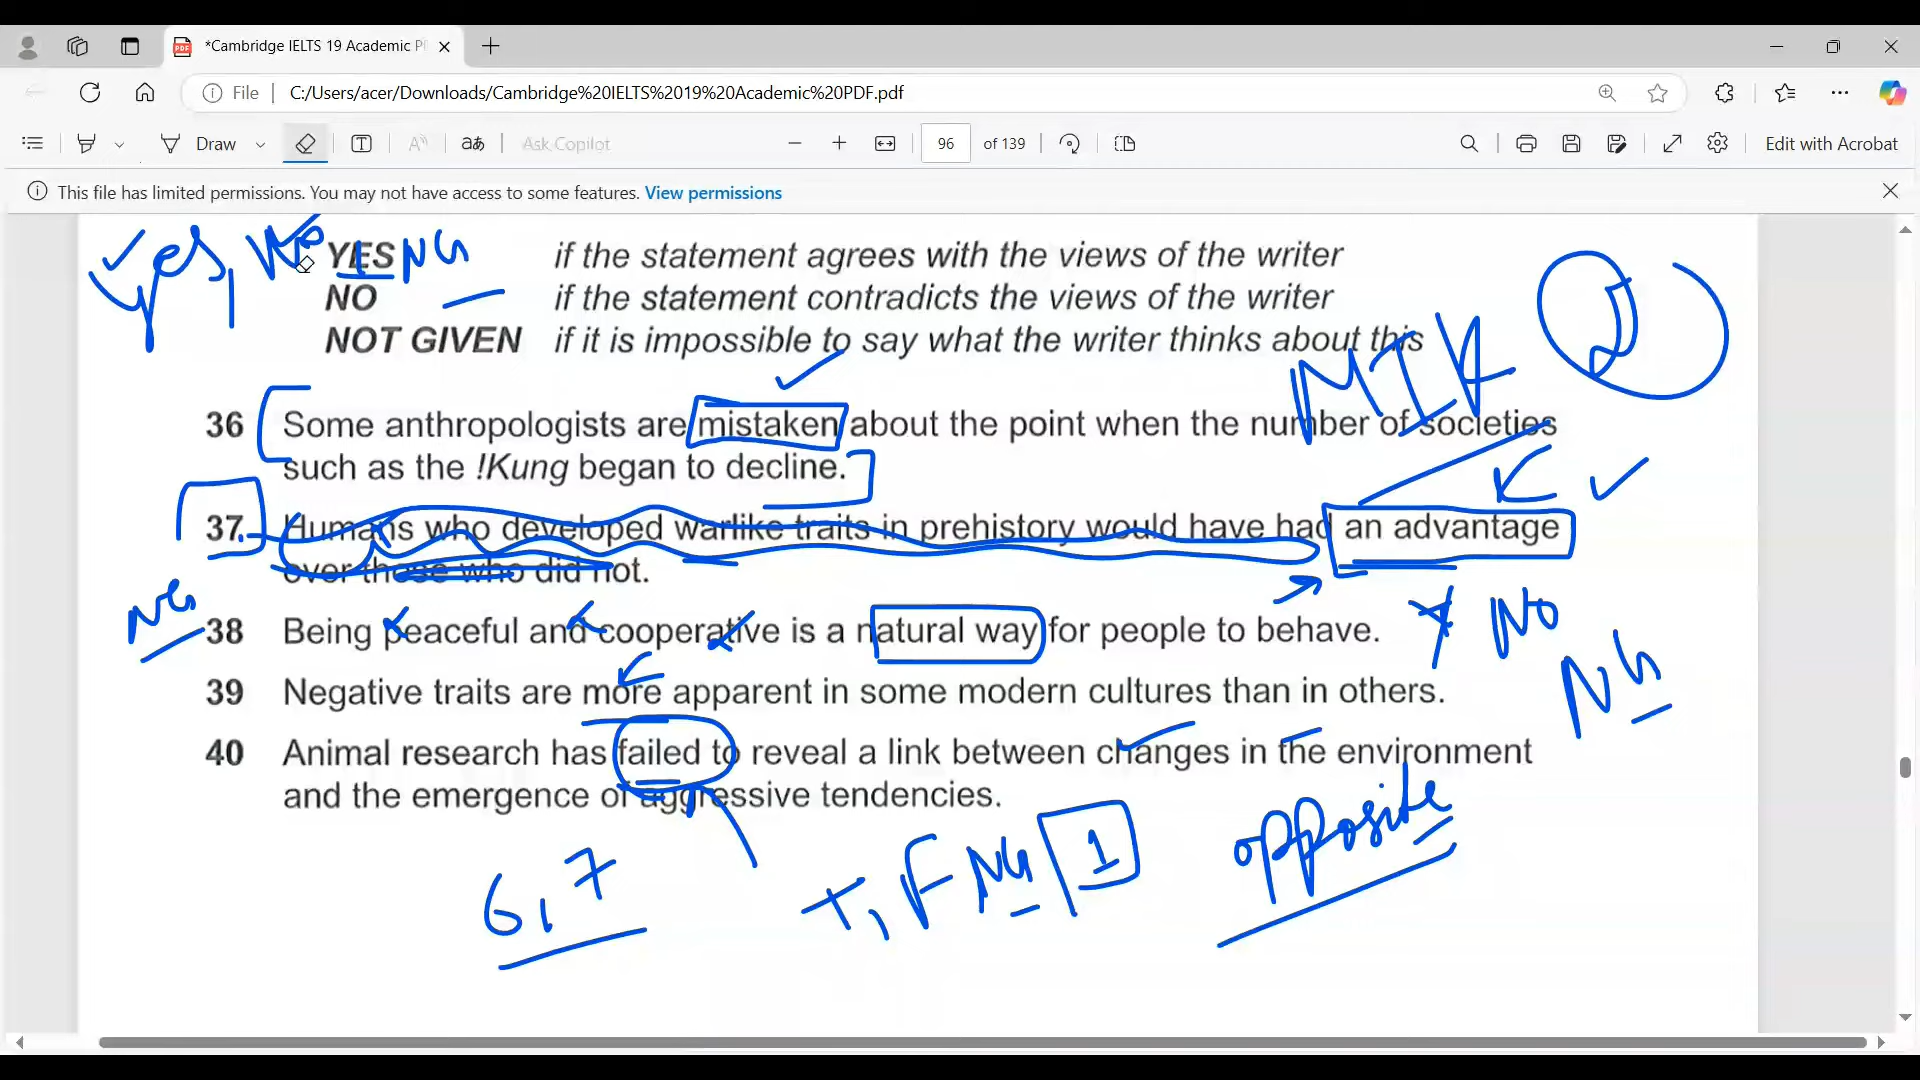 *Cambridge IELTS 19 Academic P
File C:/Users/acer/Downloads/Cambridge%20IELTS%2019%20Academic%20PDF.pdf
Draw Ask Copilot 96 of 139 Edit with Acrobat
This file has limited permissions. You may not have access to some features. View permissions
Yes, No NG
YES if the statement agrees with the views of the writer
NO if the statement contradicts the views of the writer
NOT GIVEN if it is impossible to say what the writer thinks about this
36 Some anthropologists are mistaken about the point when the number of societies
such as the !Kung began to decline.
37 Humans who developed warlike traits in prehistory would have had an advantage
over those who did not.
NG
38 Being peaceful and cooperative is a natural way for people to behave.
NO
NG
39 Negative traits are more apparent in some modern cultures than in others.
40 Animal research has failed to reveal a link between changes in the environment
and the emergence of aggressive tendencies.
6, 7 T, F NG 1 opposite